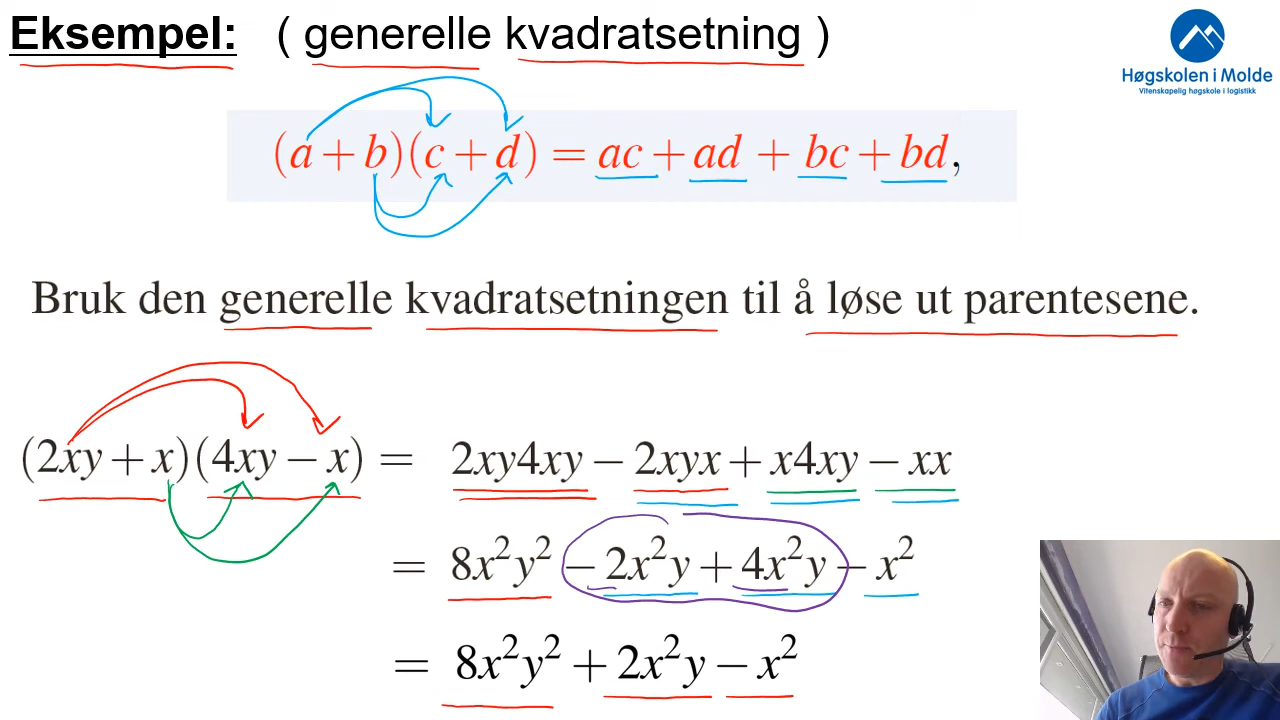 Eksempel: ( generelle kvadratsetning )
Høgskolen i Molde
Vitenskapelig høgskole i logistikk
(a + b)(c + d) = ac + ad + bc + bd,
Bruk den generelle kvadratsetningen til å løse ut parentesene.
(2xy + x)(4xy − x) = 2xy4xy − 2xyx + x4xy − xx
= 8x²y² − 2x²y + 4x²y − x²
= 8x²y² + 2x²y − x²